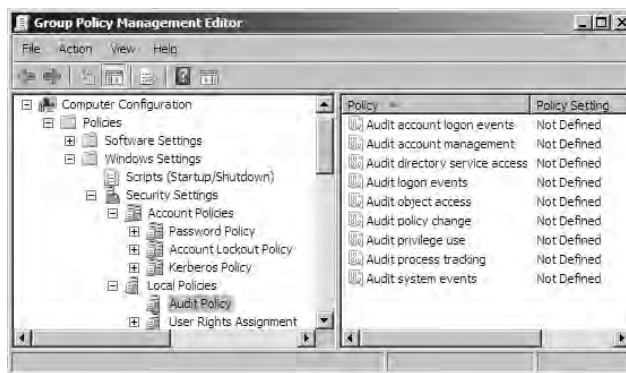 Group Policy Management Editor
File Action View Help
Computer Configuration
Policies
Software Settings
Windows Settings
Scripts (Startup/Shutdown)
Security Settings
Account Policies
Password Policy
Account Lockout Policy
Kerberos Policy
Local Policies
Audit Policy
User Rights Assignment
Policy Policy Setting
Audit account logon events Not Defined
Audit account management Not Defined
Audit directory service access Not Defined
Audit logon events Not Defined
Audit object access Not Defined
Audit policy change Not Defined
Audit privilege use Not Defined
Audit process tracking Not Defined
Audit system events Not Defined